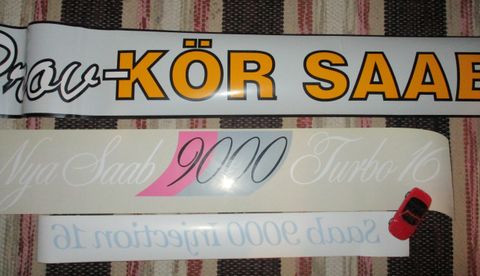 Prov-KÖR SAAB
Nya Saab 9000 Turbo 16
Saab 9000 Injection 16